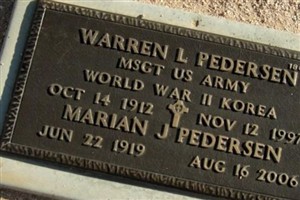 WARREN L PEDERSEN
MSGT US ARMY
WORLD WAR II KOREA
OCT 14 1912 NOV 12 1997
MARIAN J PEDERSEN
JUN 22 1919 AUG 16 2006